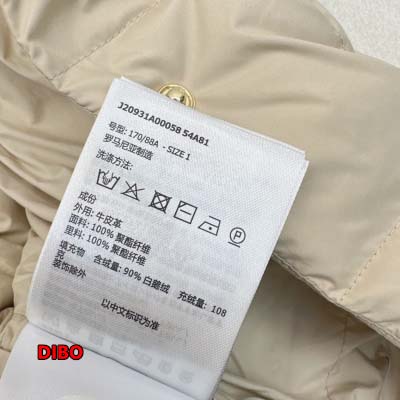 J20931A00058 54A81
号型: 170/88A - SIZE 1
罗马尼亚制造
洗涤方式:
P
成份
外用: 牛皮革
面料: 100% 聚酯纤维
里料: 100% 聚酯纤维
填充物 含绒量: 90% 白鹅绒 充绒量: 108
克
装饰除外
以中文标识为准
DIBO